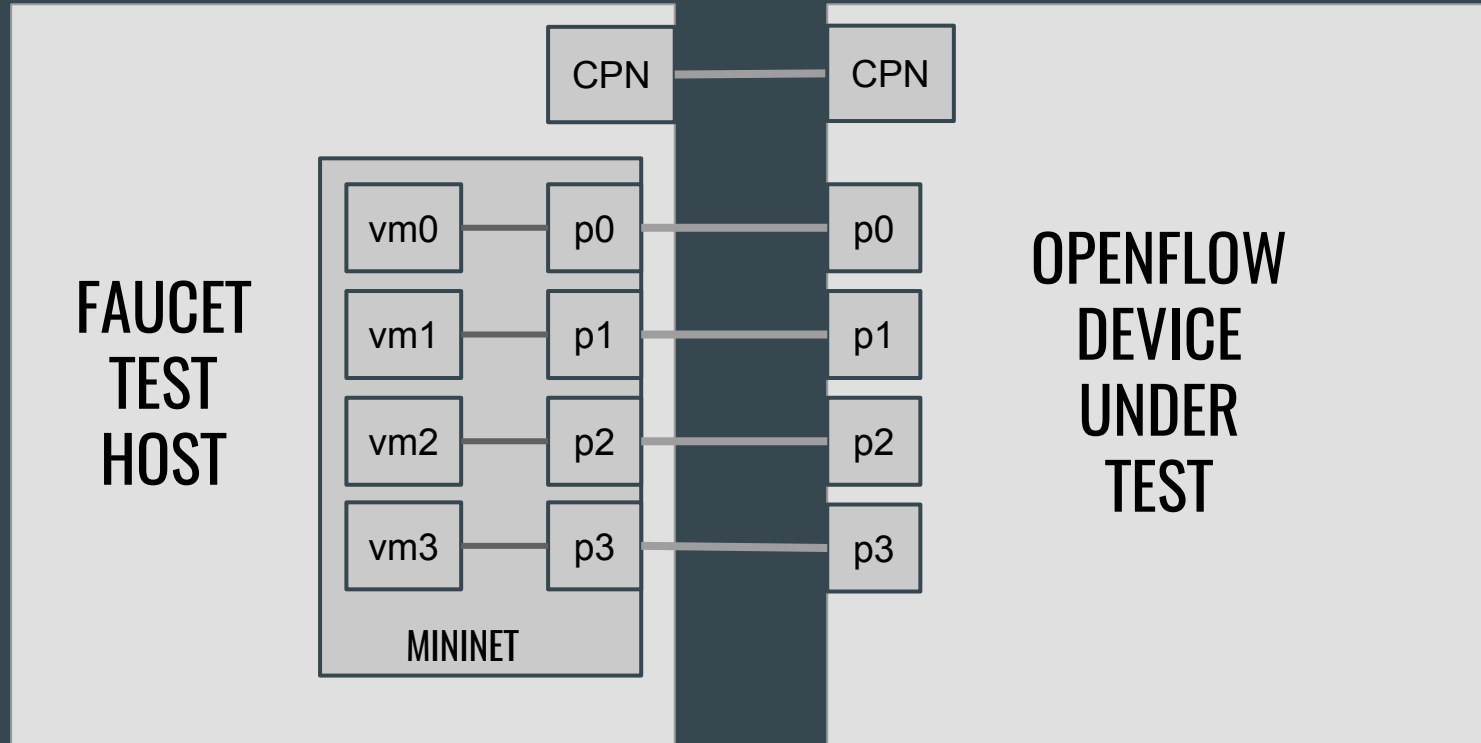 CPN
CPN
vm0
p0
p0
vm1
p1
p1
vm2
p2
p2
vm3
p3
p3
MININET
FAUCET
TEST
HOST
OPENFLOW
DEVICE
UNDER
TEST